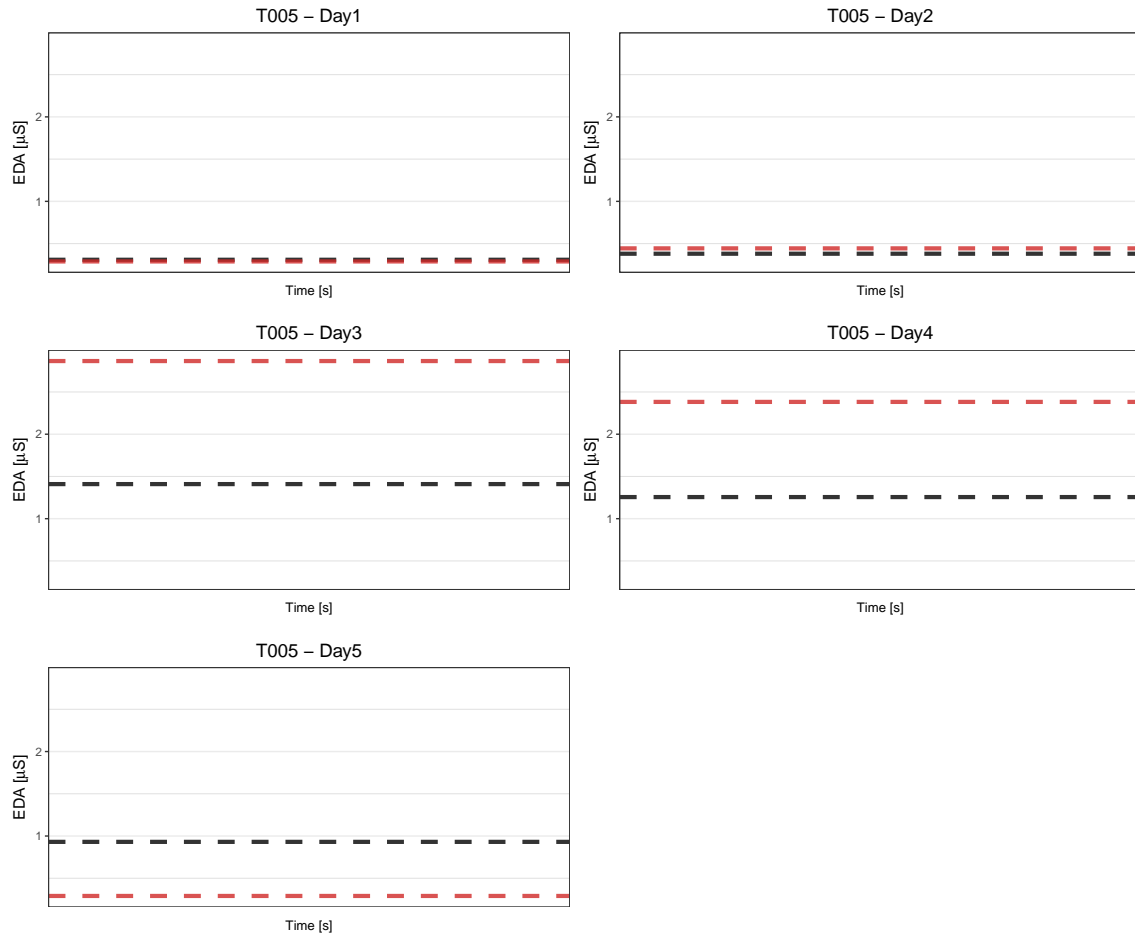 T005 – Day1
EDA [µS]
2
1
Time [s]
T005 – Day2
EDA [µS]
2
1
Time [s]
T005 – Day3
EDA [µS]
2
1
Time [s]
T005 – Day4
EDA [µS]
2
1
Time [s]
T005 – Day5
EDA [µS]
2
1
Time [s]